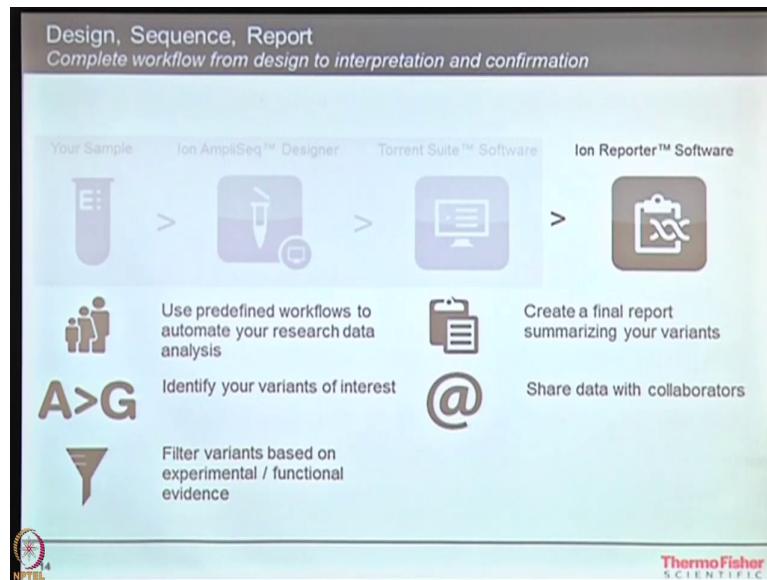 Design, Sequence, Report
Complete workflow from design to interpretation and confirmation
Your Sample
Ion AmpliSeq™ Designer
Torrent Suite™ Software
Ion Reporter™ Software
E:
>
>
>
Use predefined workflows to
automate your research data
analysis
Create a final report
summarizing your variants
A>G
Identify your variants of interest
@
Share data with collaborators
Filter variants based on
experimental / functional
evidence
14
NPTEL
ThermoFisher
SCIENTIFIC